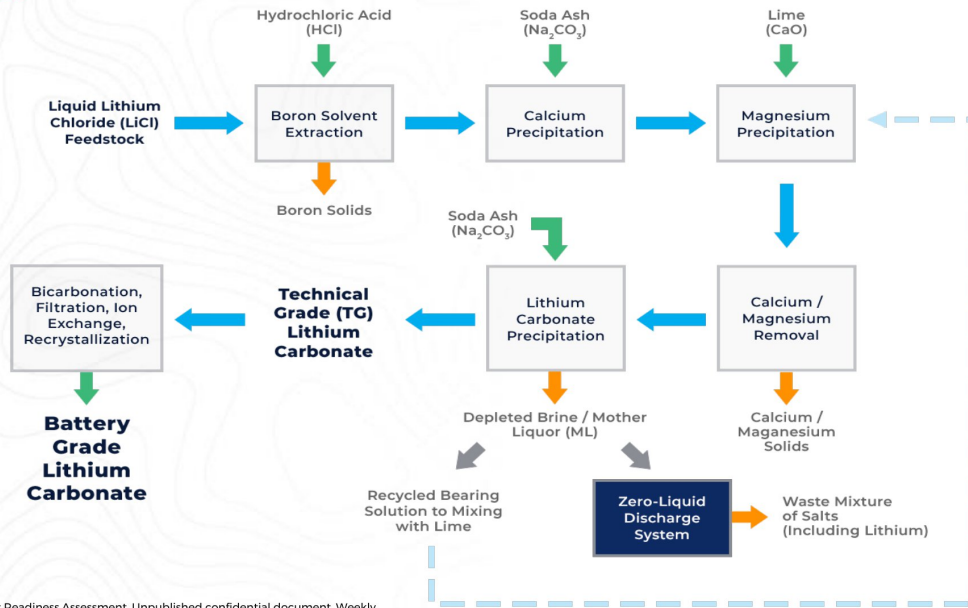 Hydrochloric Acid
(HCl)
Soda Ash
(Na₂CO₃)
Lime
(CaO)
Liquid Lithium
Chloride (LiCl)
Feedstock
Boron Solvent
Extraction
Calcium
Precipitation
Magnesium
Precipitation
Boron Solids
Soda Ash
(Na₂CO₃)
Bicarbonation,
Filtration, Ion
Exchange,
Recrystallization
Technical
Grade (TG)
Lithium
Carbonate
Lithium
Carbonate
Precipitation
Calcium /
Magnesium
Removal
Battery
Grade
Lithium
Carbonate
Depleted Brine / Mother
Liquor (ML)
Calcium /
Maganesium
Solids
Recycled Bearing
Solution to Mixing
with Lime
Zero-Liquid
Discharge
System
Waste Mixture
of Salts
(Including Lithium)
Readiness Assessment. Unpublished confidential document. Weekly